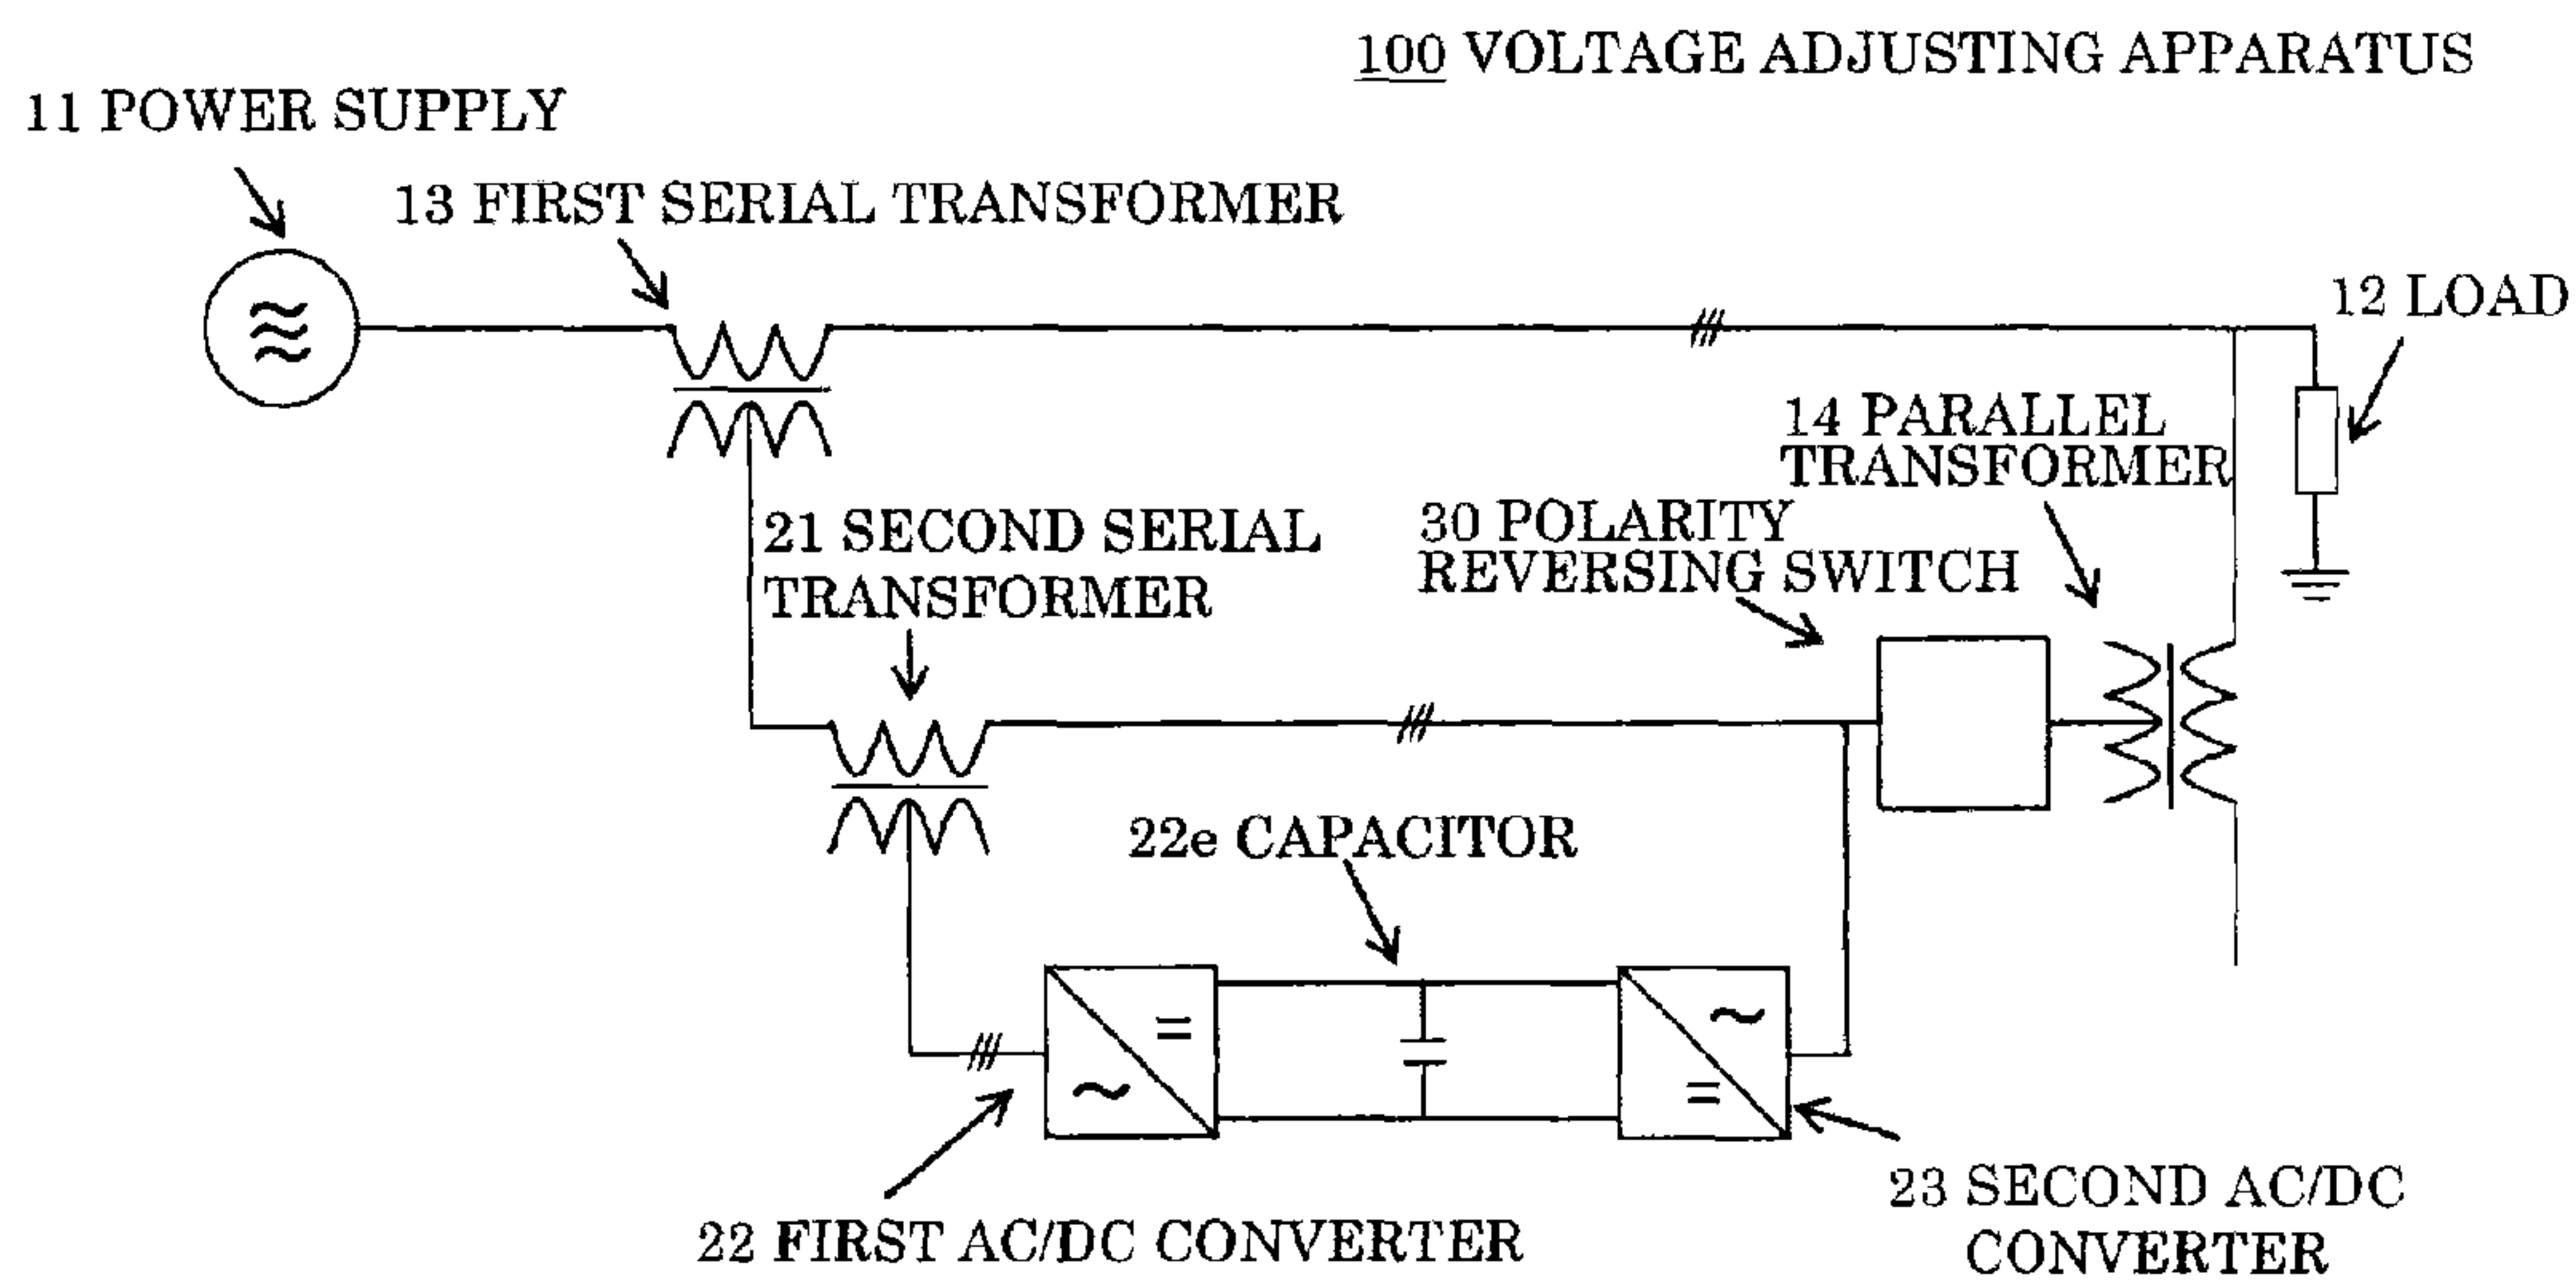 100 VOLTAGE ADJUSTING APPARATUS
11 POWER SUPPLY
13 FIRST SERIAL TRANSFORMER
12 LOAD
14 PARALLEL
TRANSFORMER
30 POLARITY
REVERSING SWITCH
21 SECOND SERIAL
TRANSFORMER
22e CAPACITOR
23 SECOND AC/DC
CONVERTER
22 FIRST AC/DC CONVERTER